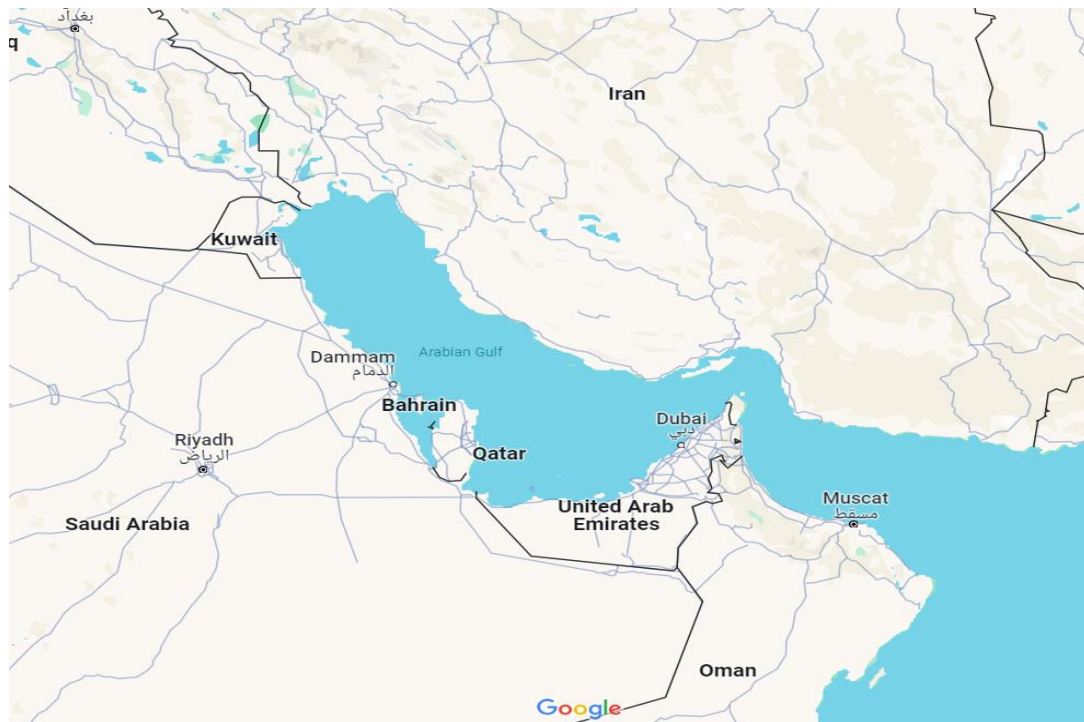 بغداد
q
Iran
Kuwait
Arabian Gulf
Dammam
الدمام
Bahrain
Dubai
دبي
Riyadh
الرياض
Qatar
Muscat
مسقط
United Arab
Emirates
Saudi Arabia
Oman
Google